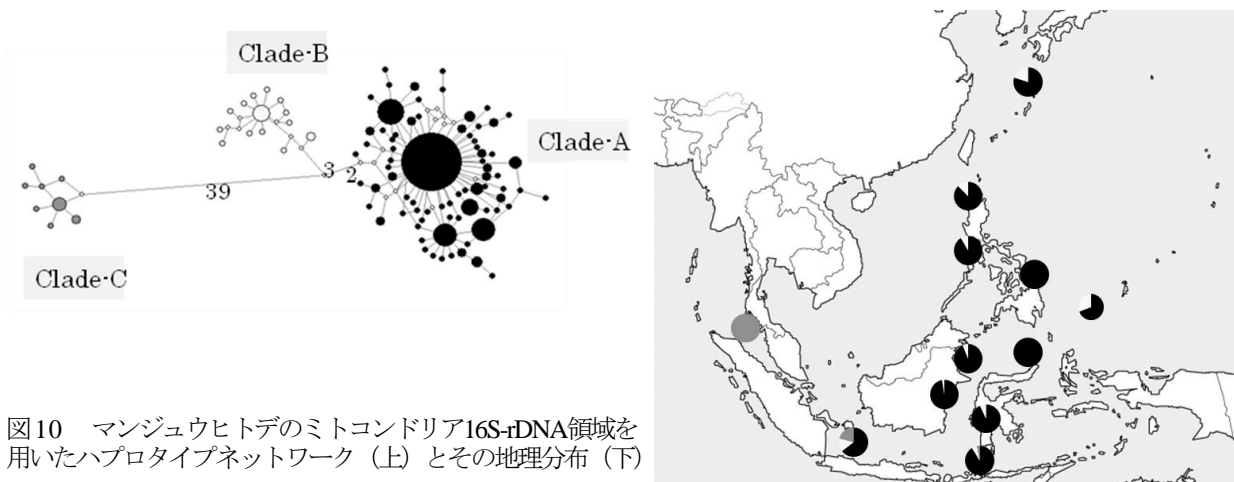 Clade-B
Clade-A
3
2
39
Clade-C
図10 マンジュウヒトデのミトコンドリア16S-rDNA領域を
用いたハプロタイプネットワーク（上）とその地理分布（下）